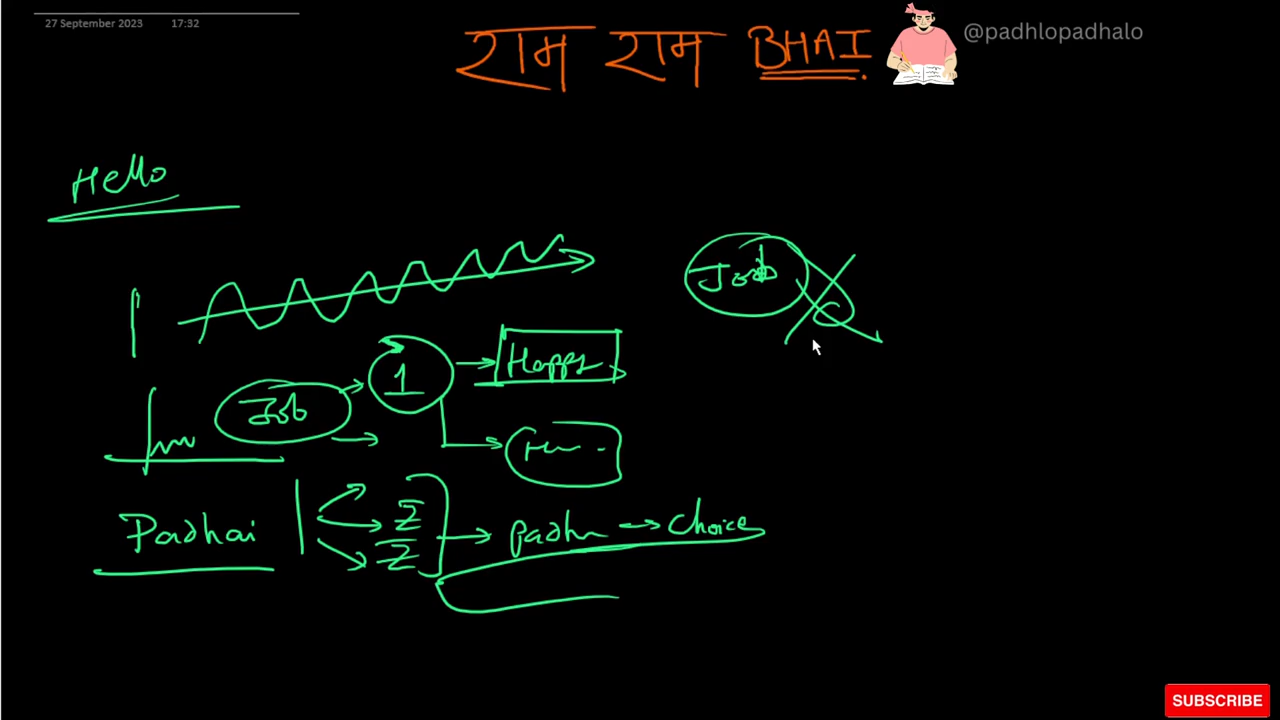 27 September 2023 17:32
राम राम BHAI
@padhlopadhalo
Hello
Job
1
Happy
Job
Padhai
padhu
choice
SUBSCRIBE